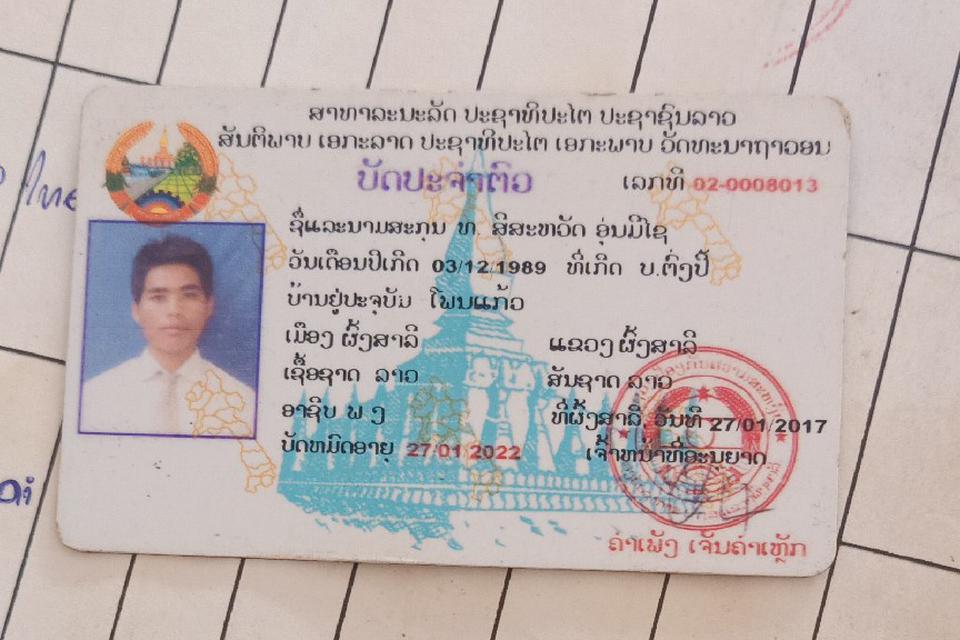 ສາທາລະນະລັດ ປະຊາທິປະໄຕ ປະຊາຊົນລາວ
ສັນຕິພາບ ເອກະລາດ ປະຊາທິປະໄຕ ເອກະພາບ ວັດທະນາຖາວອນ
ບັດປະຈຳຕົວ
ເລກທີ 02-0008013
ຊື່ແລະນາມສະກຸນ ທ. ສີສະຫວັດ ອຸ່ນມີໄຊ
ວັນເດືອນປີເກີດ 03/12/1989 ທີ່ເກີດ ບ.ຕົ່ງປີ້
ບ້ານຢູ່ປະຈຸບັນ ໂພນແກ້ວ
ເມືອງ ຜົ້ງສາລີ ແຂວງ ຜົ້ງສາລີ
ເຊື້ອຊາດ ລາວ ສັນຊາດ ລາວ
ອາຊີບ ພ ງ ທີ່ຜົ້ງສາລີ, ວັນທີ 27/01/2017
ບັດຫມົດອາຍຸ 27/01/2022 ເຈົ້າຫນ້າທີ່ອະນຸຍາດ
ຄຳເພັງ ເຈັນຄຳເຫຼັກ